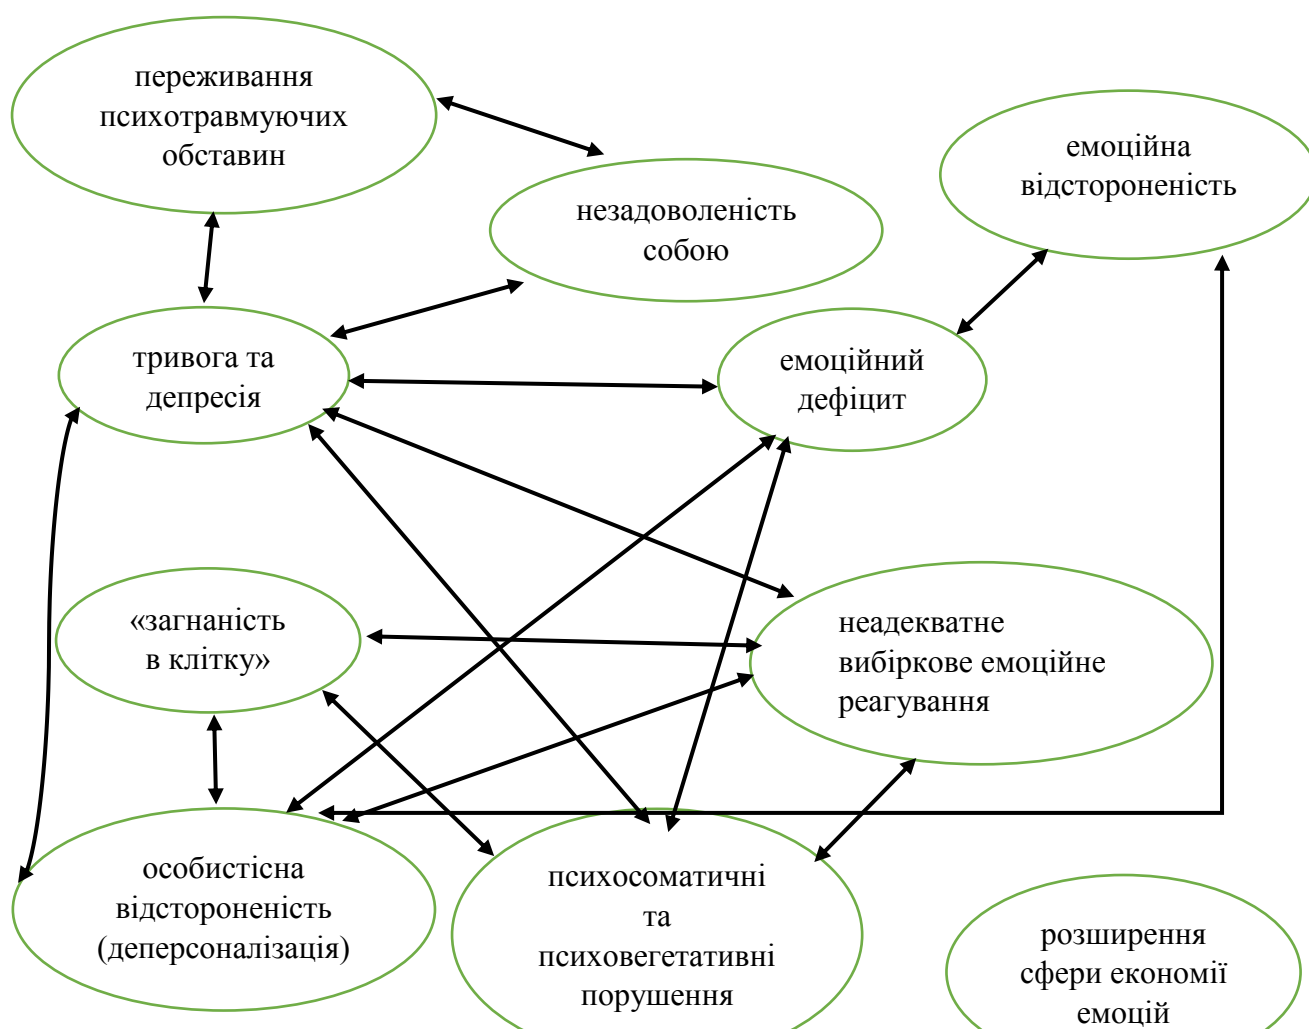 переживання
психотравмуючих
обставин
незадоволеність
собою
емоційна
відстороненість
тривога та
депресія
емоційний
дефіцит
«загнаність
в клітку»
неадекватне
вибіркове емоційне
реагування
особистісна
відстороненість
(деперсоналізація)
психосоматичні
та
психовегетативні
порушення
розширення
сфери економії
емоцій